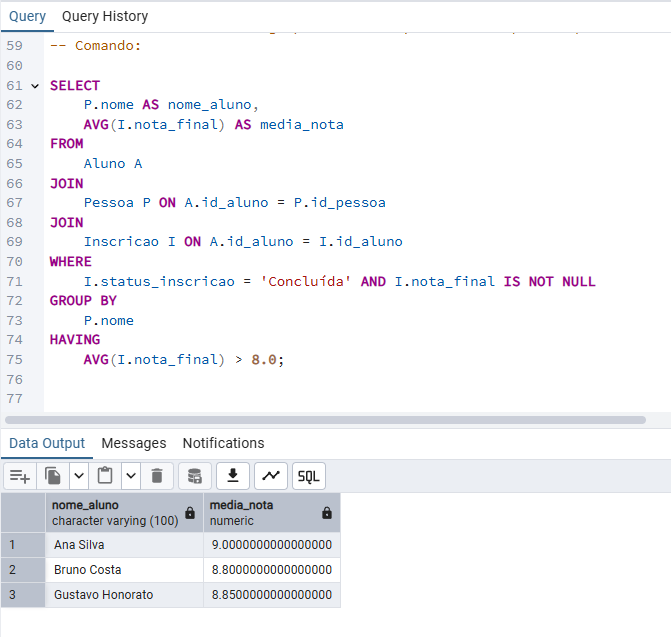 Query Query History
59 -- Comando:
60
61 SELECT
62 P.nome AS nome_aluno,
63 AVG(I.nota_final) AS media_nota
64 FROM
65 Aluno A
66 JOIN
67 Pessoa P ON A.id_aluno = P.id_pessoa
68 JOIN
69 Inscricao I ON A.id_aluno = I.id_aluno
70 WHERE
71 I.status_inscricao = 'Concluída' AND I.nota_final IS NOT NULL
72 GROUP BY
73 P.nome
74 HAVING
75 AVG(I.nota_final) > 8.0;
76
77
Data Output Messages Notifications
SQL
nome_aluno media_nota
character varying (100) numeric
1 Ana Silva 9.0000000000000000
2 Bruno Costa 8.8000000000000000
3 Gustavo Honorato 8.8500000000000000